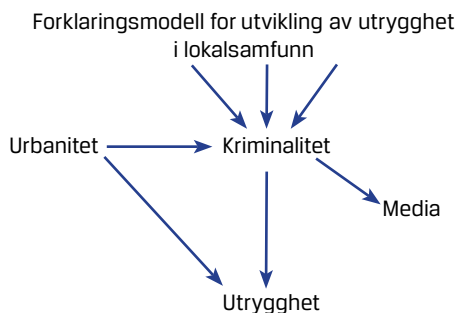 Forklaringsmodell for utvikling av utrygghet
i lokalsamfunn
Urbanitet
Kriminalitet
Media
Utrygghet